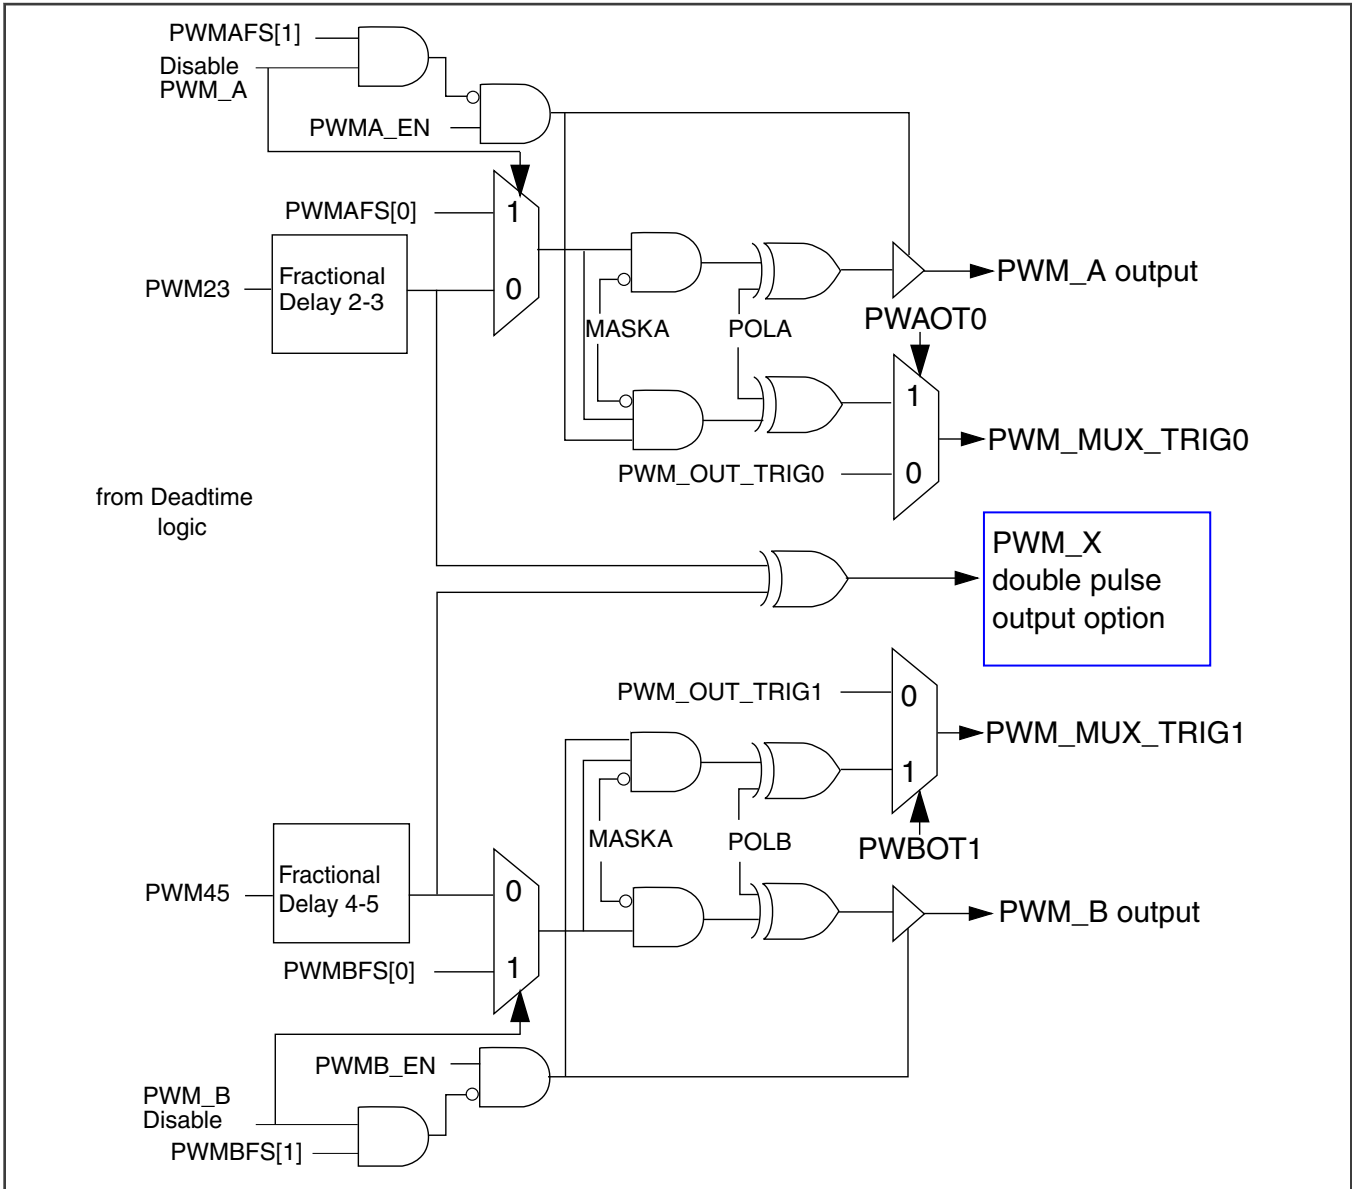 PWMAFS[1]
Disable
PWM_A
PWMA_EN
PWMAFS[0]
1
PWM23
Fractional
Delay 2-3
0
PWM_A output
MASKA
POLA
PWAOT0
1
PWM_MUX_TRIG0
PWM_OUT_TRIG0
0
from Deadtime
logic
PWM_X
double pulse
output option
PWM_OUT_TRIG1
0
PWM_MUX_TRIG1
1
MASKA
POLB
PWBOT1
PWM45
Fractional
Delay 4-5
0
PWM_B output
PWMBFS[0]
1
PWMB_EN
PWM_B
Disable
PWMBFS[1]